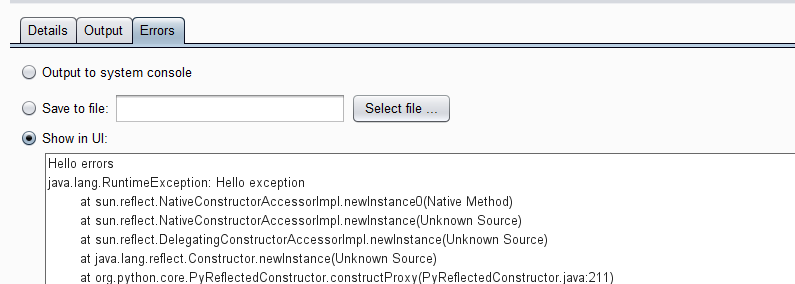 Details Output Errors
Output to system console
Save to file: Select file ...
Show in UI:
Hello errors
java.lang.RuntimeException: Hello exception
at sun.reflect.NativeConstructorAccessorImpl.newInstance0(Native Method)
at sun.reflect.NativeConstructorAccessorImpl.newInstance(Unknown Source)
at sun.reflect.DelegatingConstructorAccessorImpl.newInstance(Unknown Source)
at java.lang.reflect.Constructor.newInstance(Unknown Source)
at org.python.core.PyReflectedConstructor.constructProxy(PyReflectedConstructor.java:211)